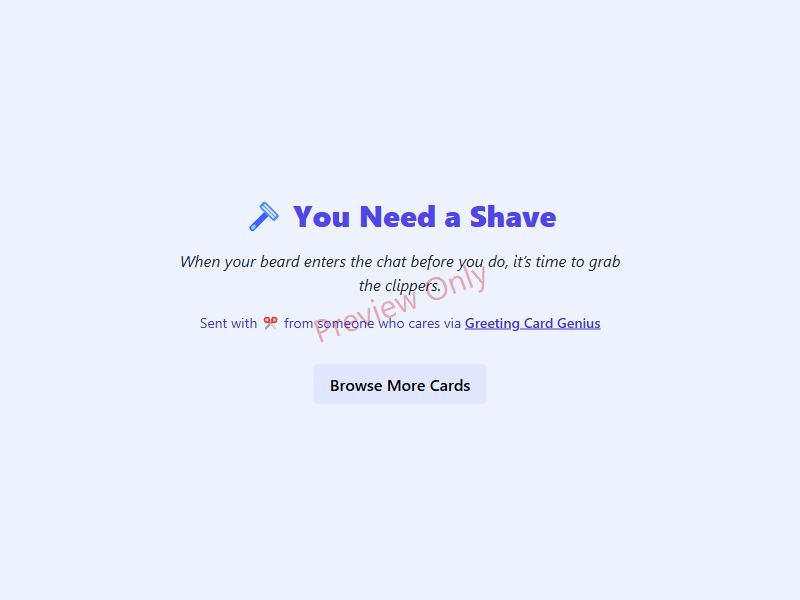 You Need a Shave
When your beard enters the chat before you do, it’s time to grab
the clippers.
Preview Only
Sent with ✂️ from someone who cares via Greeting Card Genius
Browse More Cards